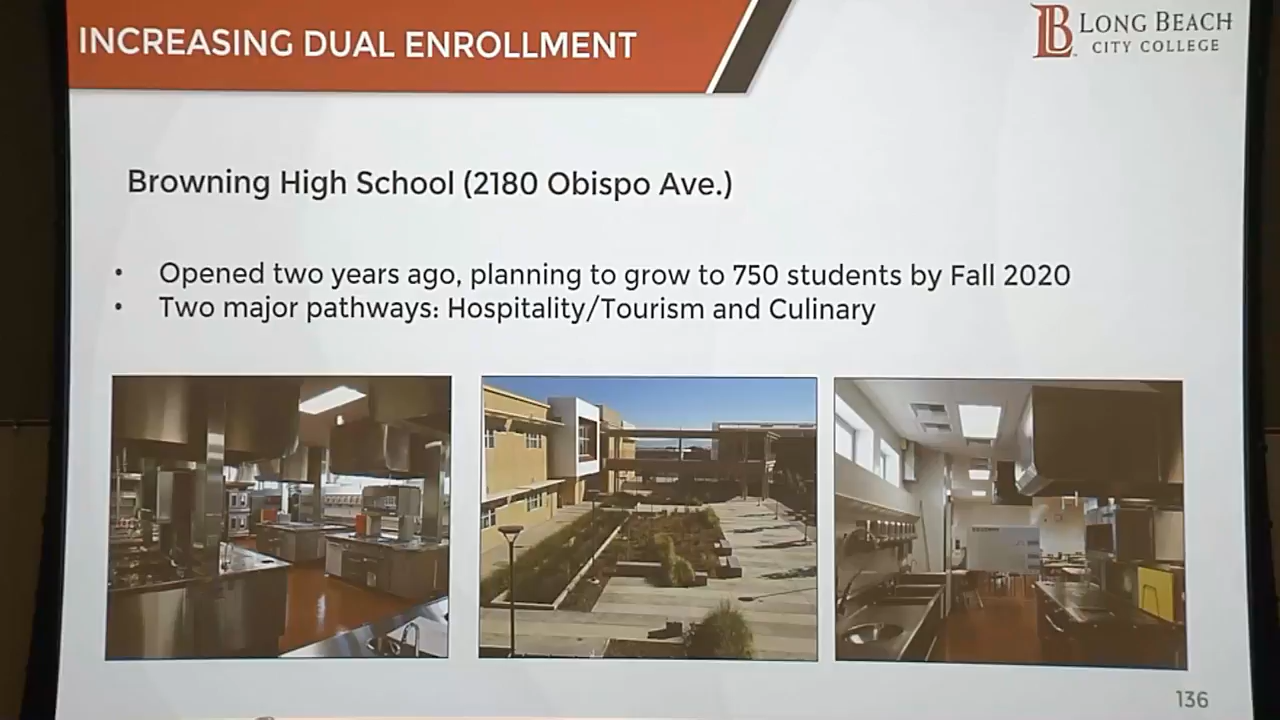 INCREASING DUAL ENROLLMENT
LB LONG BEACH
CITY COLLEGE
Browning High School (2180 Obispo Ave.)
• Opened two years ago, planning to grow to 750 students by Fall 2020
• Two major pathways: Hospitality/Tourism and Culinary
136